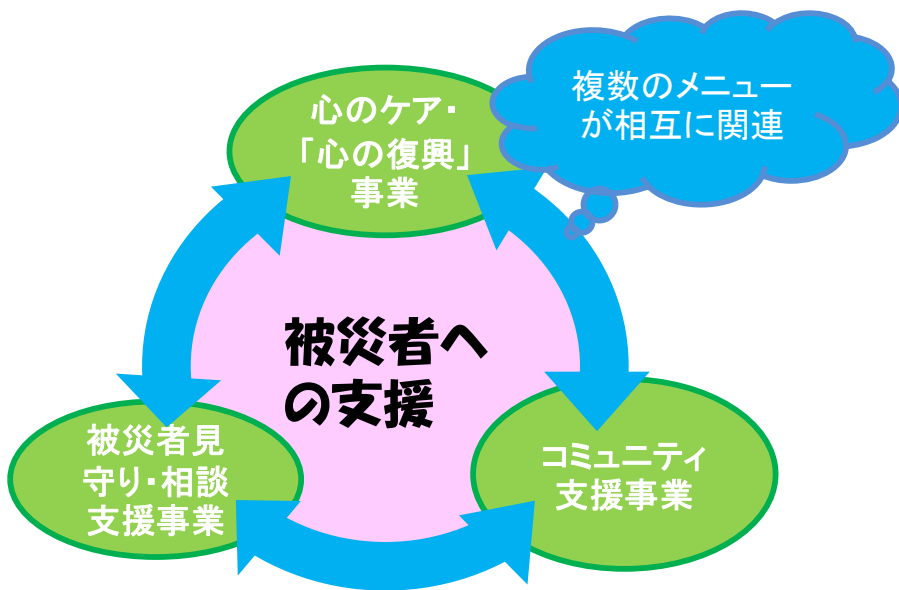 複数のメニュー
が相互に関連
心のケア・
「心の復興」
事業
被災者へ
の支援
被災者見
守り・相談
支援事業
コミュニティ
支援事業